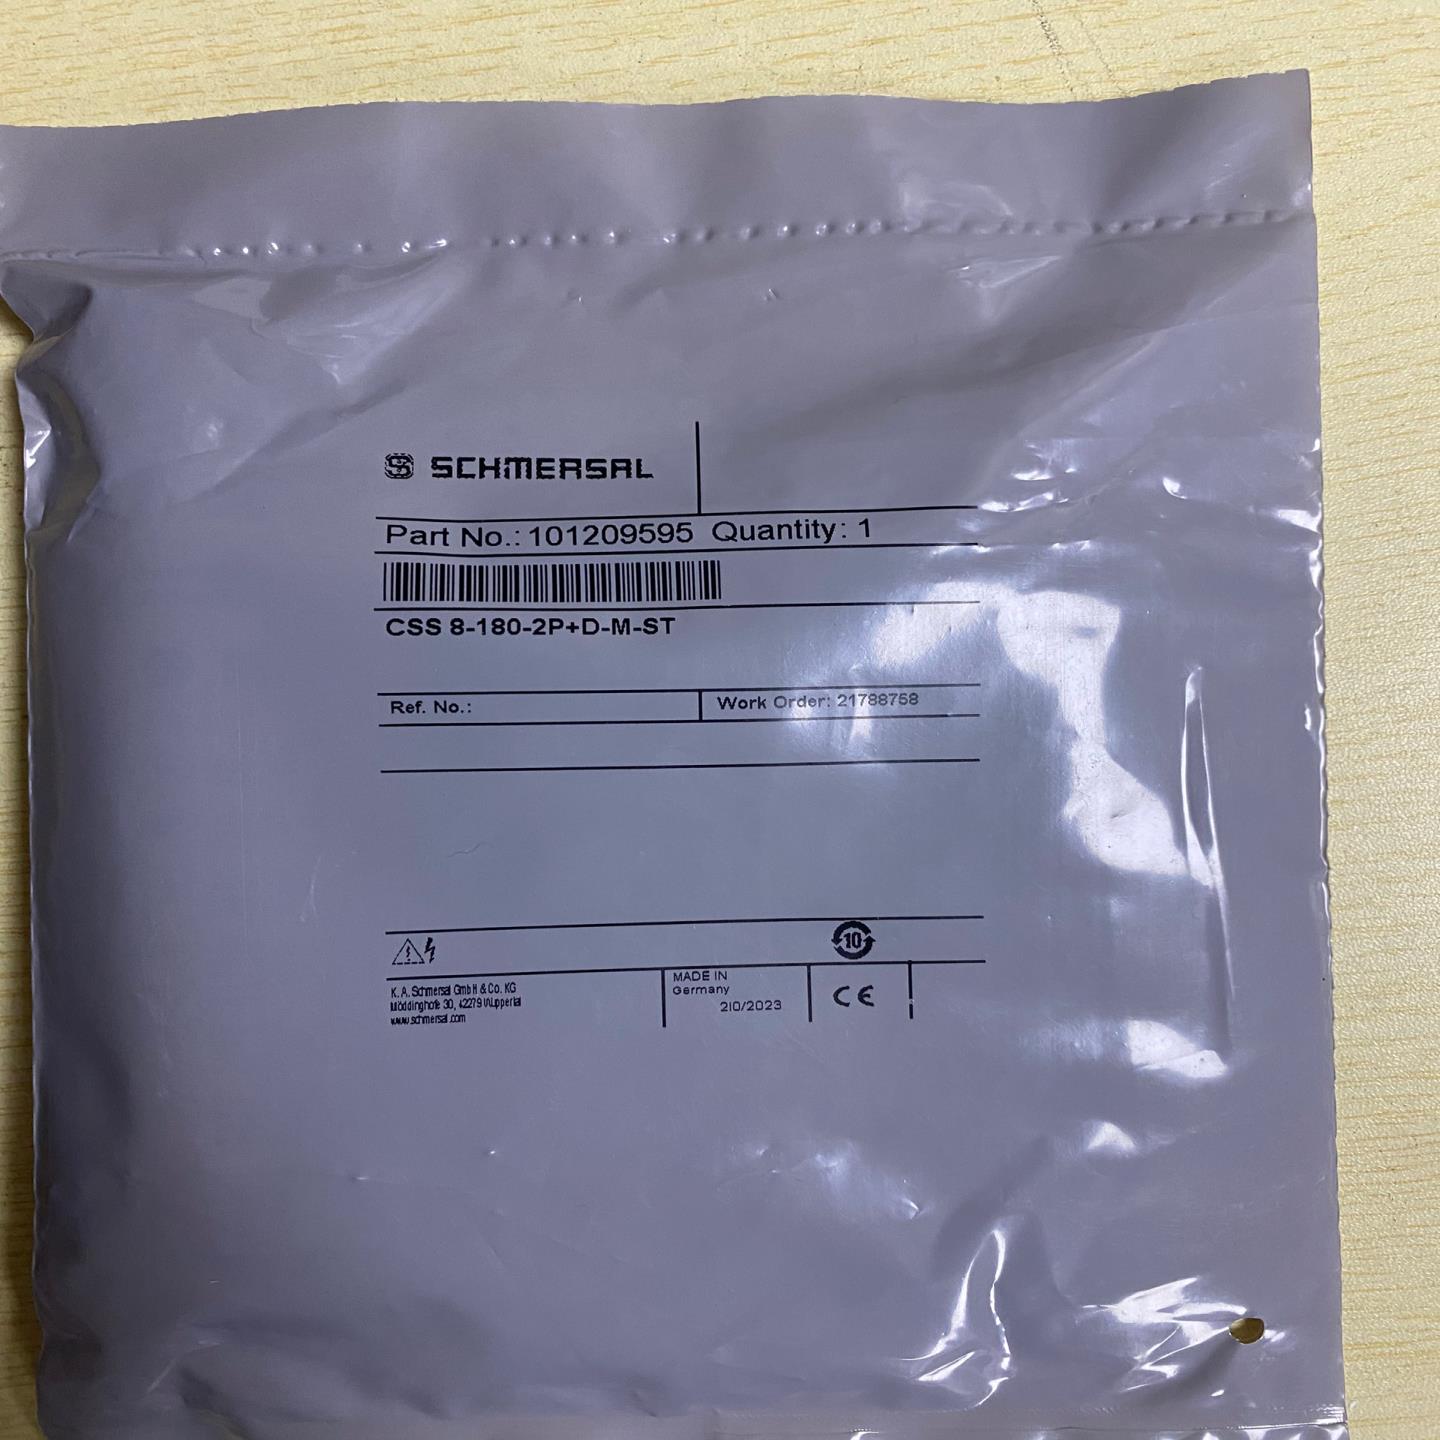 SCHMERSAL
Part No.: 101209595 Quantity: 1
CSS 8-180-2P+D-M-ST
Ref. No.:
Work Order: 21788758
10
K.A. Schmersal GmbH & Co. KG
Möddinghofe 30, 42279 Wuppertal
www.schmersal.com
MADE IN
Germany
210/2023
CE